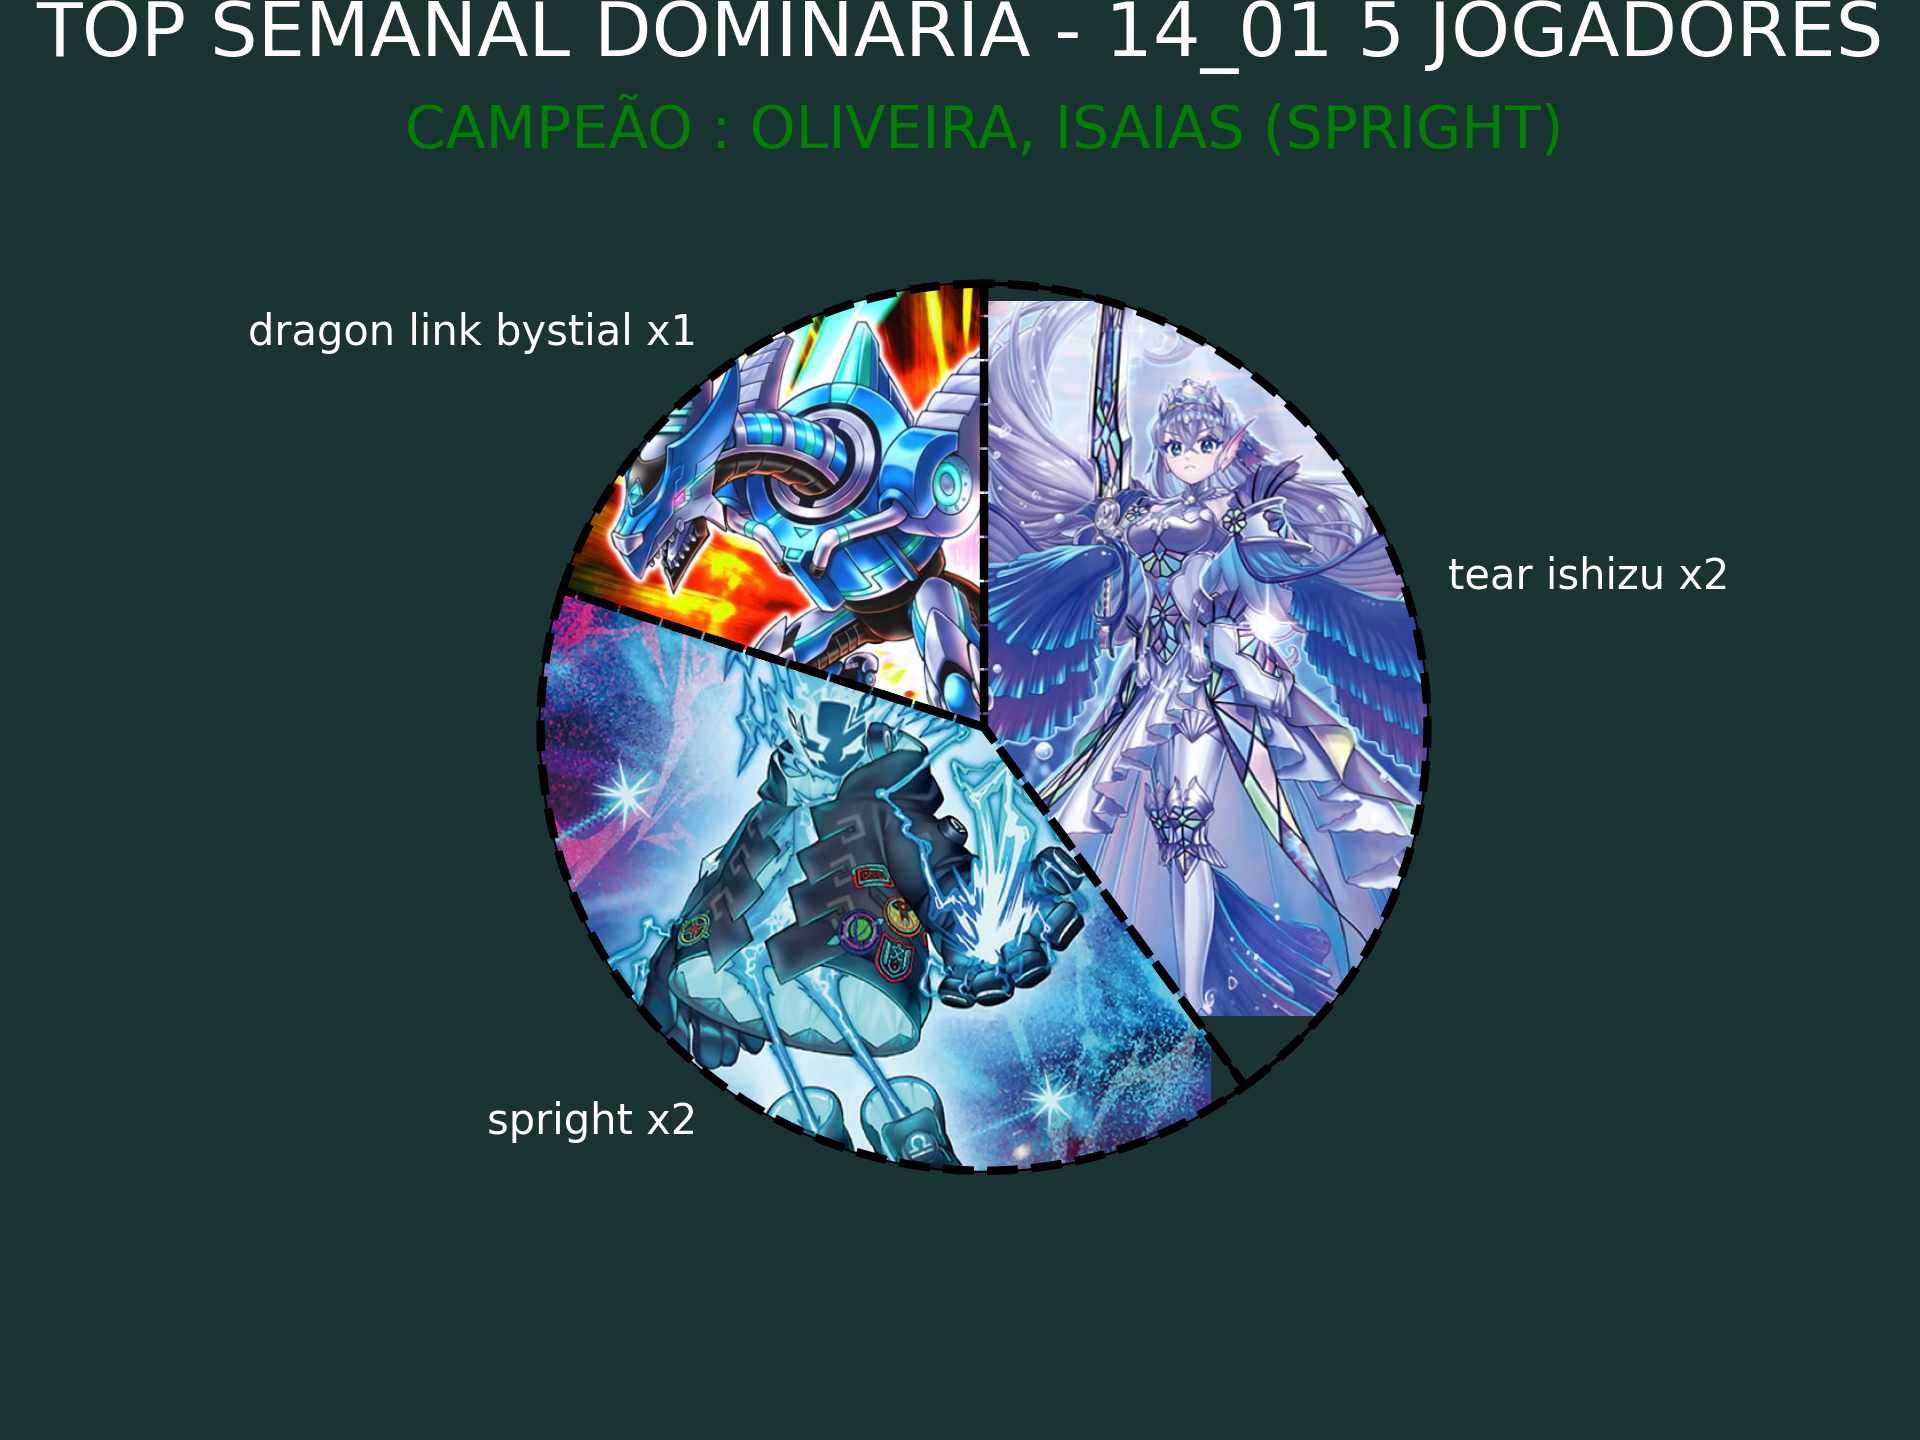 TOP SEMANAL DOMINARIA - 14_01 5 JOGADORES
CAMPEÃO : OLIVEIRA, ISAIAS (SPRIGHT)
dragon link bystial x1
tear ishizu x2
spright x2